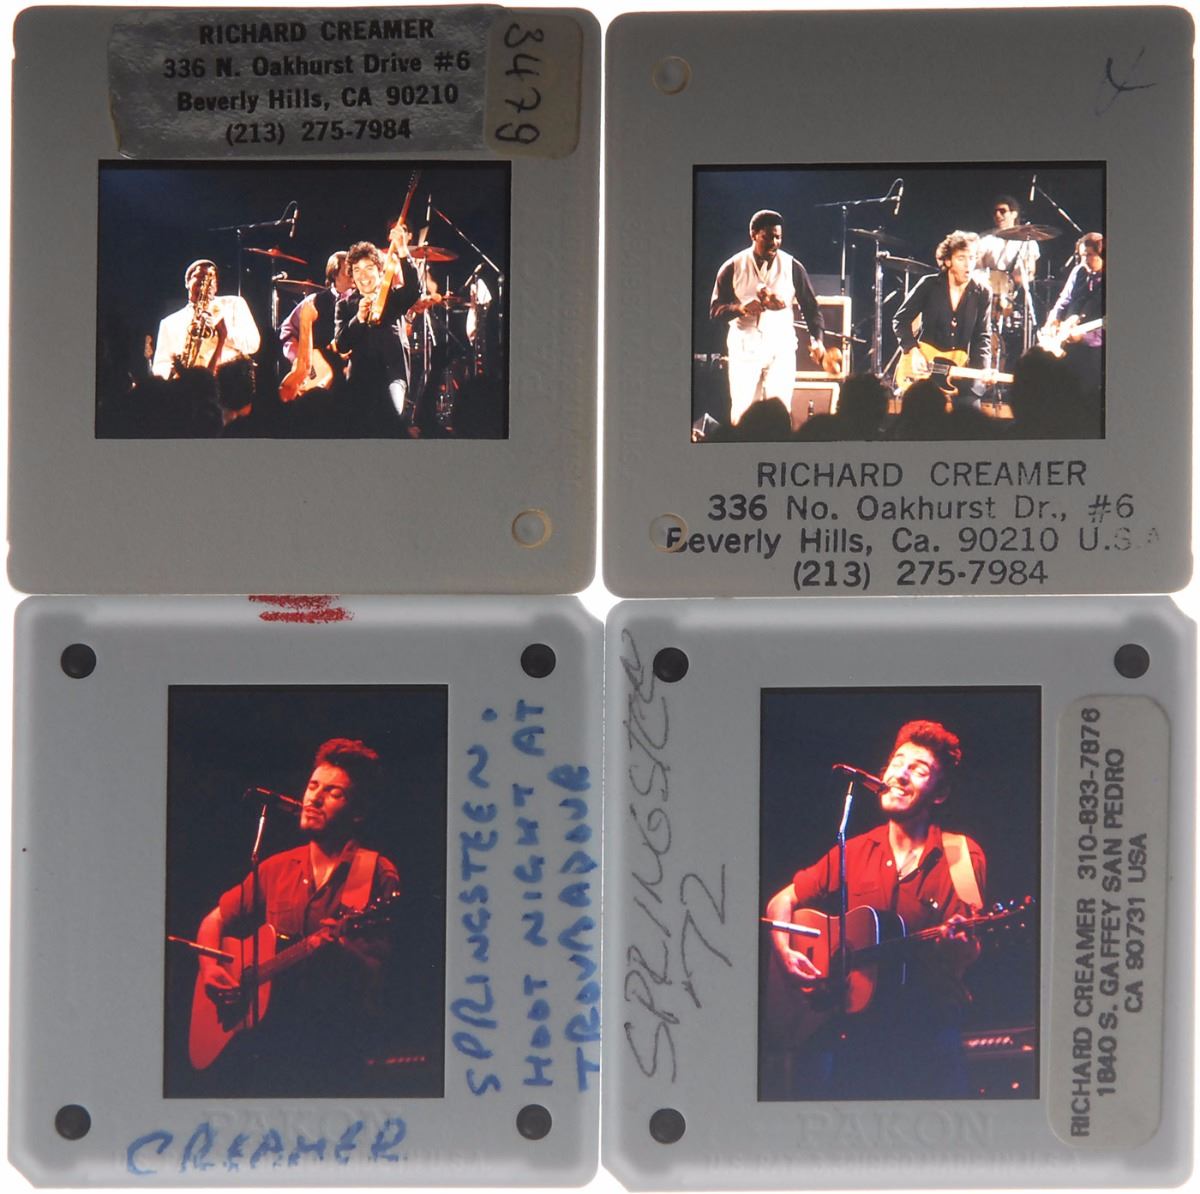 RICHARD CREAMER
336 N. Oakhurst Drive #6
Beverly Hills, CA 90210
(213) 275-7984
3479
RICHARD CREAMER
336 No. Oakhurst Dr., #6
Beverly Hills, Ca. 90210 U.S.A
(213) 275-7984
SPRINGSTEEN.
HOOT NIGHT AT
TROUVADOUR
CREAMER
PAKON
SPRINGSTEEN
'72
RICHARD CREAMER 310-833-7876
1840 S. GAFFEY SAN PEDRO
CA 90731 USA
PAKON